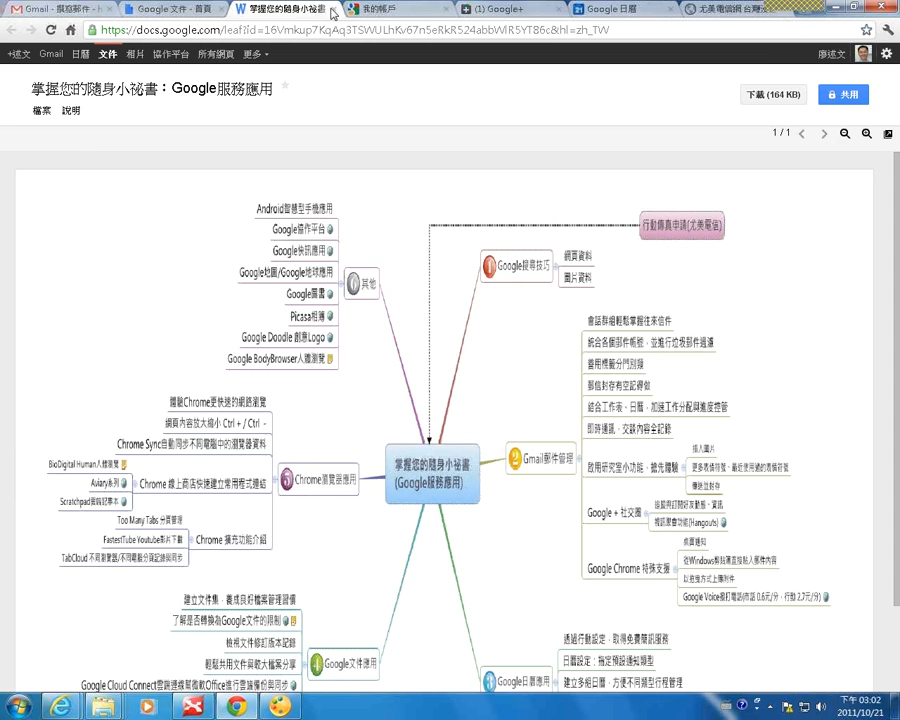 Gmail - 旗艦郵件 - h
Google 文件 - 首頁
掌握您的隨身小祕書
我的帳戶
(1) Google+
Google 日曆
尤美電信網 台灣
https://docs.google.com/leaf?id=16Vmkup7KqAq3TSWULhKv67n5eRkR524abbWIR5YT86c&hl=zh_TW
+述文 Gmail 日曆 文件 相片 協作平台 所有網頁 更多
廖述文
掌握您的隨身小祕書：Google服務應用
檔案 說明
下載 (164 KB)
共用
1 / 1
Android智慧型手機應用
Google協作平台
Google快訊應用
Google地圖/Google地球應用
Google圖書
Picasa相簿
Google Doodle 創意Logo
Google BodyBrowser人體瀏覽
6 其他
行動傳真申請(尤美電信)
1 Google搜尋技巧
網頁資料
圖片資料
會話群組輕鬆掌握往來信件
統合各個郵件帳號，並進行垃圾郵件過濾
善用標籤分門別類
郵信封存有空記得做
結合工作表、日曆，加速工作分配與進度控管
即時通訊，交談內容全記錄
2 Gmail郵件管理
啟用研究室小功能，搶先體驗
插入圖片
更多表情符號、最近使用過的表情符號
傳送並封存
Google + 社交圈
追蹤與訂閱好友動態、資訊
視訊聚會功能(Hangouts)
Google Chrome 特殊支援
桌面通知
從Windows剪貼簿直接貼入郵件內容
以拖拉方式上傳附件
Google Voice撥打電話(市話 0.6元/分，行動 2.7元/分)
掌握您的隨身小祕書
(Google服務應用)
體驗Chrome更快速的網路瀏覽
網頁內容放大縮小 Ctrl + / Ctrl -
Chrome Sync自動同步不同電腦中的瀏覽器資料
5 Chrome瀏覽器應用
Chrome 線上商店快速建立常用程式連結
BioDigital Human人體瀏覽
Aviary系列
Scratchpad雲端記事本
Chrome 擴充功能介紹
Too Many Tabs 分頁管理
FastestTube Youtube影片下載
TabCloud 不同瀏覽器/不同電腦分頁記錄與同步
建立文件集，養成良好檔案管理習慣
了解是否轉換為Google文件的限制
檢視文件修訂版本記錄
輕鬆共用文件與較大檔案分享
Google Cloud Connect雲端連線幫微軟Office進行雲端備份與同步
4 Google文件應用
3 Google日曆應用
透過行動設定，取得免費簡訊服務
日曆設定：指定預設通知類型
建立多組日曆，方便不同類型行程管理
下午 03:02
2011/10/21